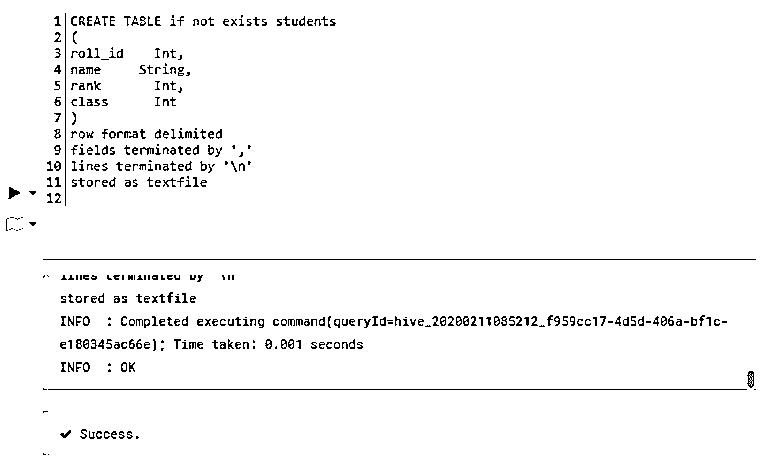 1 CREATE TABLE if not exists students
2 (
3 roll_id Int,
4 name String,
5 rank Int,
6 class Int
7 )
8 row format delimited
9 fields terminated by ','
10 lines terminated by '\n'
11 stored as textfile
12
lines terminated by '\n'
stored as textfile
INFO : Completed executing command(queryId=hive_20200211085212_f959cc17-4d5d-406a-bf1c-
e180345ac66e); Time taken: 0.001 seconds
INFO : OK
✔ Success.